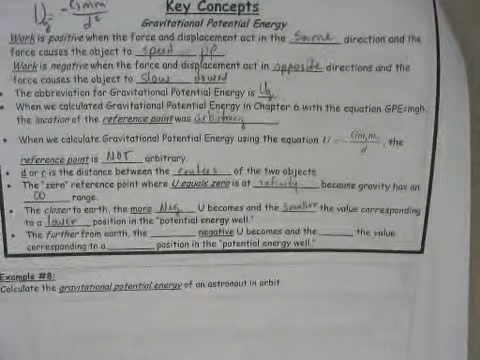 Key Concepts
Ug = -Gmm/d²
Gravitational Potential Energy
Work is positive when the force and displacement act in the same direction and the
force causes the object to speed up
Work is negative when the force and displacement act in opposite directions and the
force causes the object to slow down
• The abbreviation for Gravitational Potential Energy is Ug
• When we calculated Gravitational Potential Energy in Chapter 6 with the equation GPE=mgh,
the location of the reference point was arbitrary
• When we calculate Gravitational Potential Energy using the equation U = , the
reference point is NOT arbitrary.
• d or r is the distance between the centers of the two objects
• The "zero" reference point where U equals zero is at infinity because gravity has an
∞ range.
• The closer to earth, the more Neg U becomes and the smaller the value corresponding
to a lower position in the "potential energy well."
• The further from earth, the ______ negative U becomes and the ______ the value
corresponding to a ______ position in the "potential energy well."
Example #8:
Calculate the gravitational potential energy of an astronaut in orbit